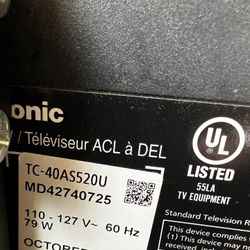 onic
/ Téléviseur ACL à DEL
TC-40AS520U
MD42740725
110 - 127 V~ 60 Hz
79 W
OCTOBER
UL
LISTED
55LA
TV EQUIPMENT
Standard Television R
This device complies
(1) This device may